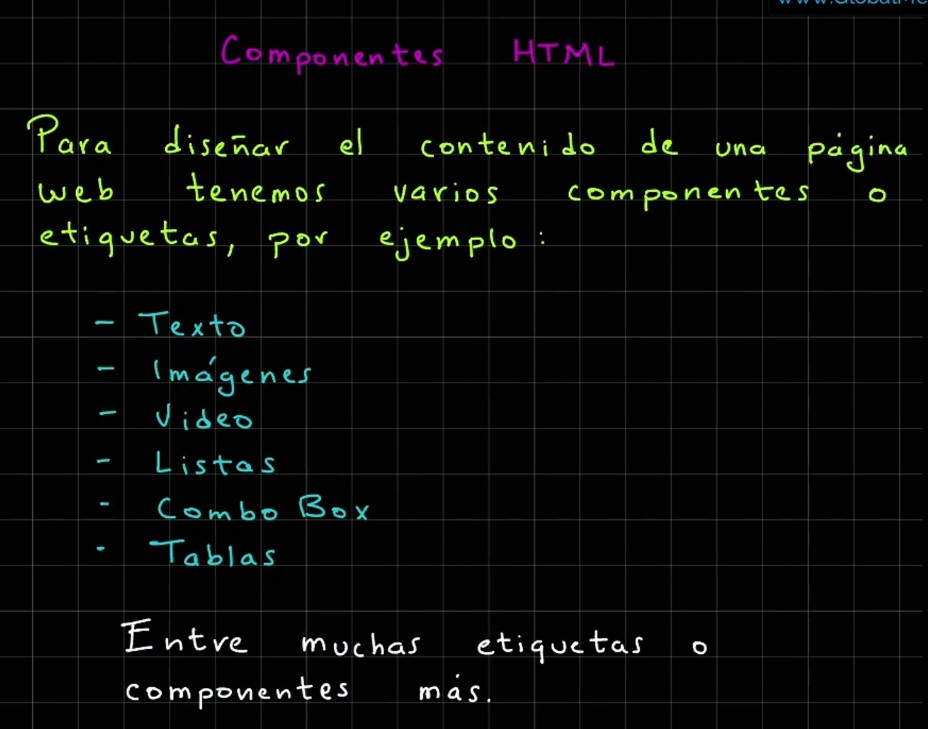 Componentes HTML
Para diseñar el contenido de una página
web tenemos varios componentes o
etiquetas, por ejemplo:
- Texto
- Imágenes
- Video
- Listas
- Combo Box
- Tablas
Entre muchas etiquetas o
componentes más.